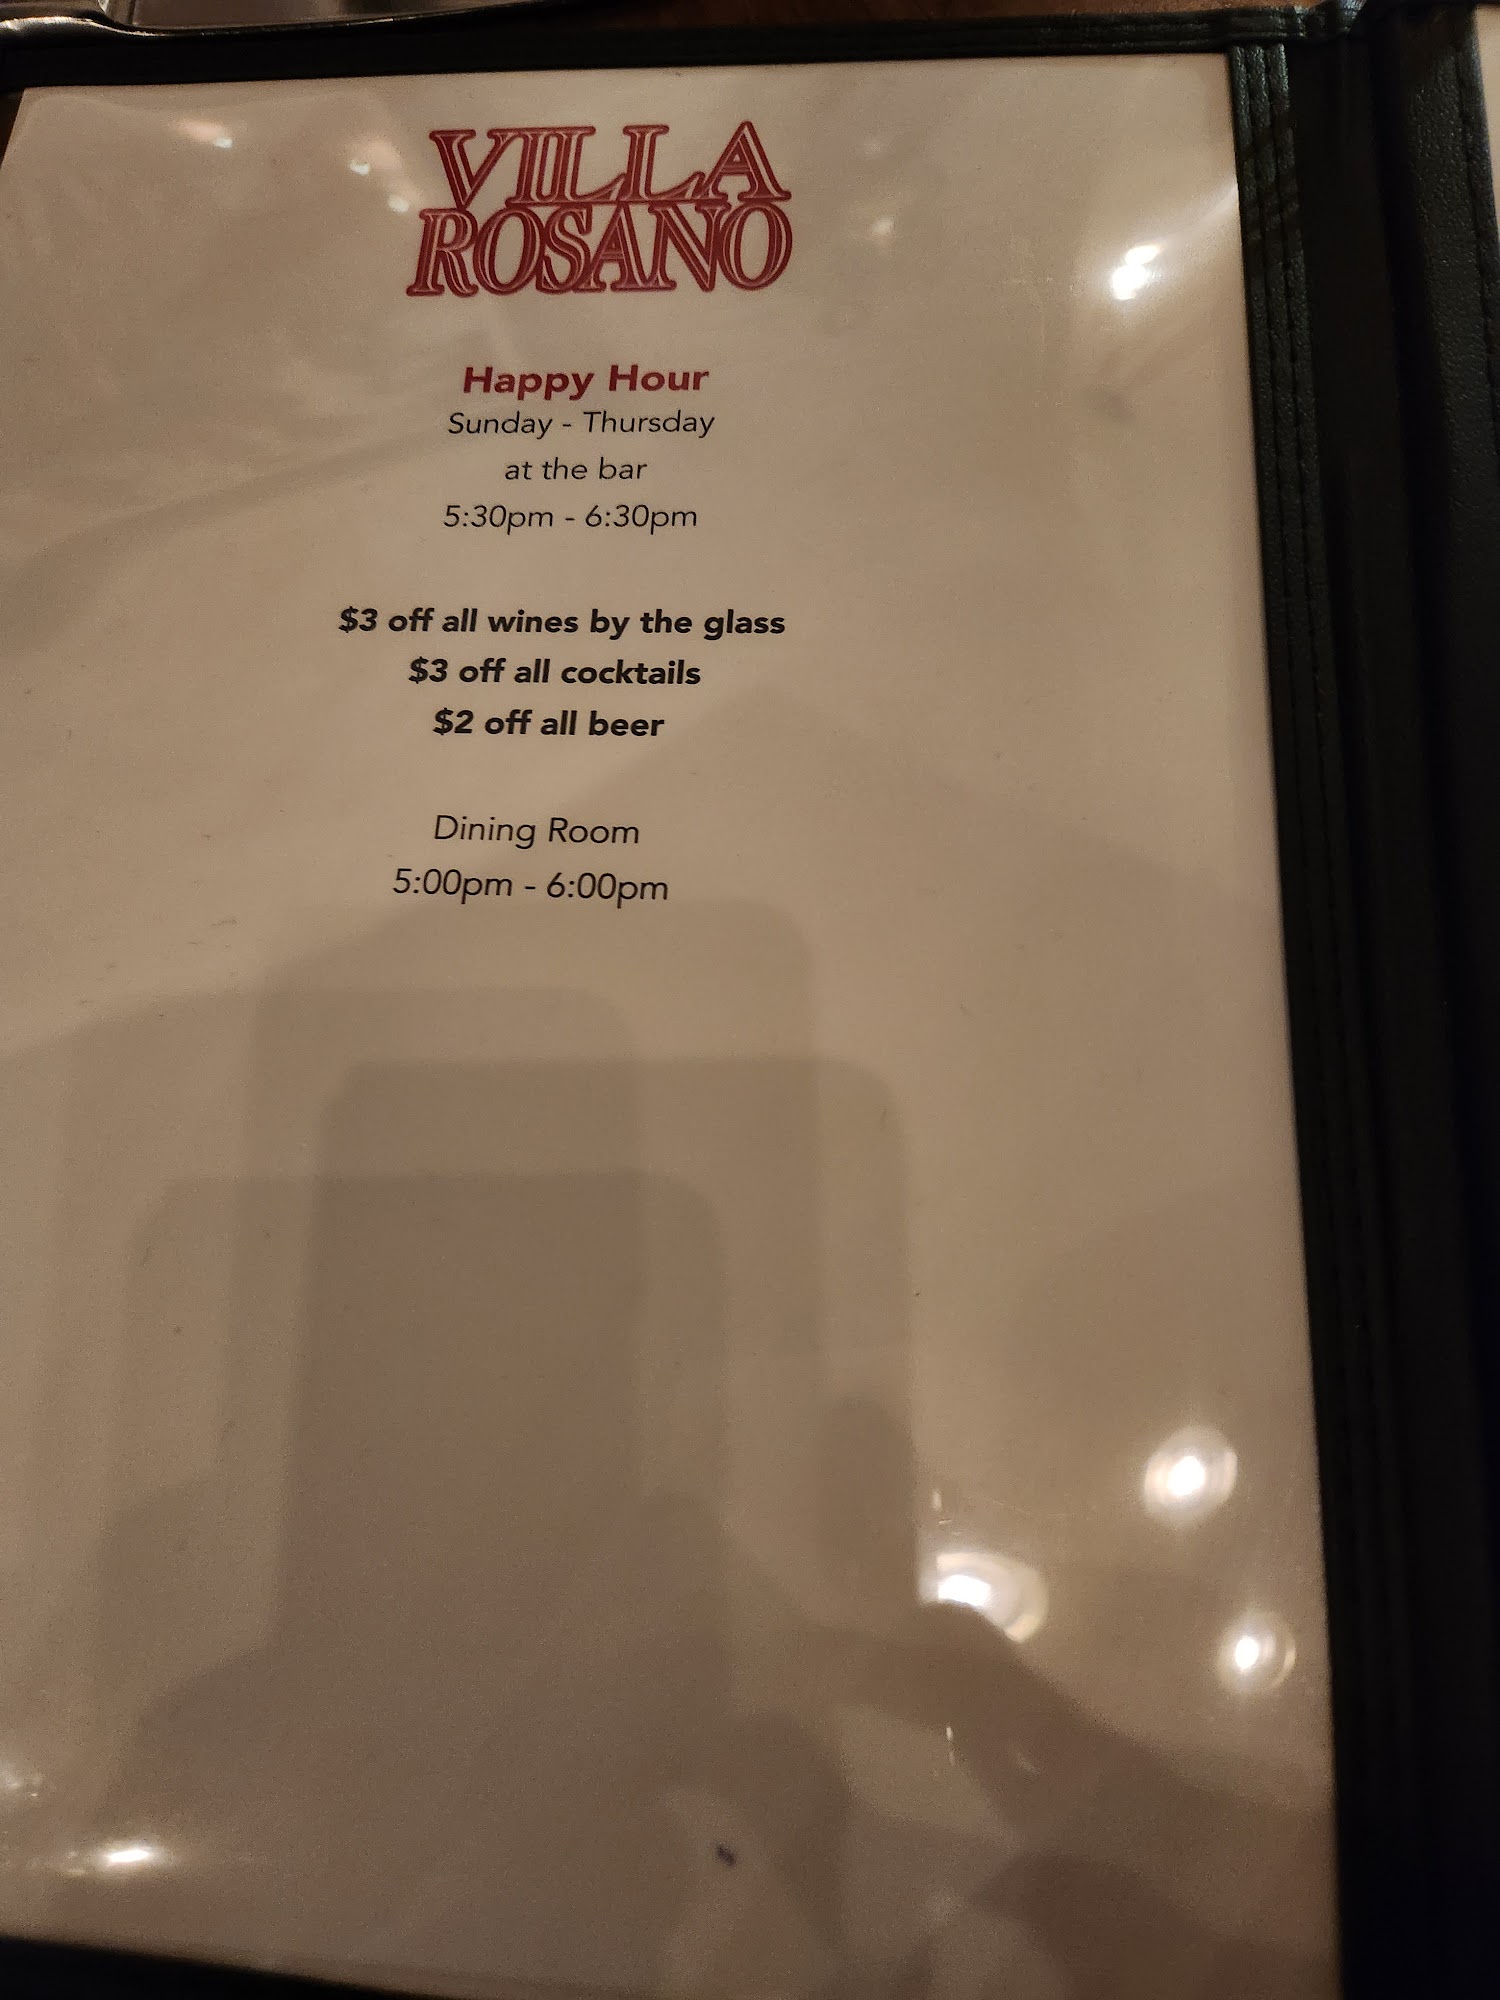 VILLA
ROSANO
Happy Hour
Sunday - Thursday
at the bar
5:30pm - 6:30pm
$3 off all wines by the glass
$3 off all cocktails
$2 off all beer
Dining Room
5:00pm - 6:00pm